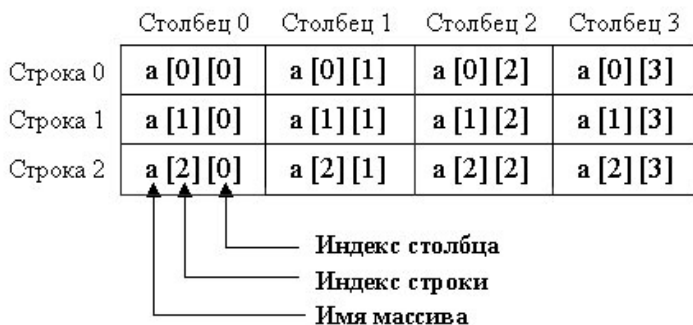 Столбец 0 Столбец 1 Столбец 2 Столбец 3
Строка 0 a [0] [0] a [0] [1] a [0] [2] a [0] [3]
Строка 1 a [1] [0] a [1] [1] a [1] [2] a [1] [3]
Строка 2 a [2] [0] a [2] [1] a [2] [2] a [2] [3]
Индекс столбца
Индекс строки
Имя массива